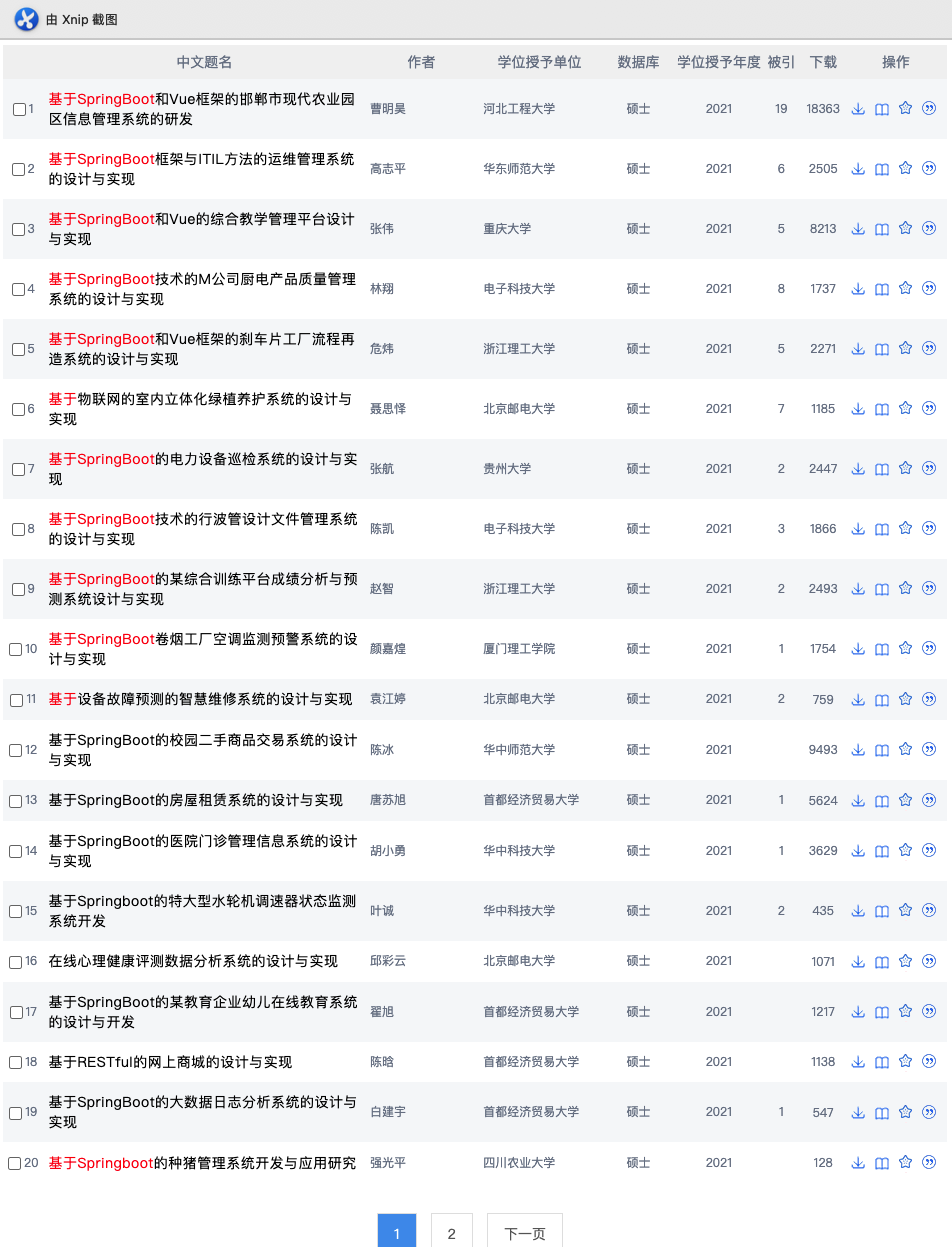 由 Xnip 截图
中文题名 作者 学位授予单位 数据库 学位授予年度 被引 下载 操作
1 基于SpringBoot和Vue框架的邯郸市现代农业园 曹明昊 河北工程大学 硕士 2021 19 18363
区信息管理系统的研发
2 基于SpringBoot框架与ITIL方法的运维管理系统 高志平 华东师范大学 硕士 2021 6 2505
的设计与实现
3 基于SpringBoot和Vue的综合教学管理平台设计 张伟 重庆大学 硕士 2021 5 8213
与实现
4 基于SpringBoot技术的M公司厨电产品质量管理 林翔 电子科技大学 硕士 2021 8 1737
系统的设计与实现
5 基于SpringBoot和Vue框架的刹车片工厂流程再 危炜 浙江理工大学 硕士 2021 5 2271
造系统的设计与实现
6 基于物联网的室内立体化绿植养护系统的设计与 聂思怿 北京邮电大学 硕士 2021 7 1185
实现
7 基于SpringBoot的电力设备巡检系统的设计与实 张航 贵州大学 硕士 2021 2 2447
现
8 基于SpringBoot技术的行波管设计文件管理系统 陈凯 电子科技大学 硕士 2021 3 1866
的设计与实现
9 基于SpringBoot的某综合训练平台成绩分析与预 赵智 浙江理工大学 硕士 2021 2 2493
测系统设计与实现
10 基于SpringBoot卷烟工厂空调监测预警系统的设 颜嘉煌 厦门理工学院 硕士 2021 1 1754
计与实现
11 基于设备故障预测的智慧维修系统的设计与实现 袁江婷 北京邮电大学 硕士 2021 2 759
12 基于SpringBoot的校园二手商品交易系统的设计 陈冰 华中师范大学 硕士 2021 9493
与实现
13 基于SpringBoot的房屋租赁系统的设计与实现 唐苏旭 首都经济贸易大学 硕士 2021 1 5624
14 基于SpringBoot的医院门诊管理信息系统的设计 胡小勇 华中科技大学 硕士 2021 1 3629
与实现
15 基于Springboot的特大型水轮机调速器状态监测 叶诚 华中科技大学 硕士 2021 2 435
系统开发
16 在线心理健康评测数据分析系统的设计与实现 邱彩云 北京邮电大学 硕士 2021 1071
17 基于SpringBoot的某教育企业幼儿在线教育系统 翟旭 首都经济贸易大学 硕士 2021 1217
的设计与开发
18 基于RESTful的网上商城的设计与实现 陈晗 首都经济贸易大学 硕士 2021 1138
19 基于SpringBoot的大数据日志分析系统的设计与 白建宇 首都经济贸易大学 硕士 2021 1 547
实现
20 基于Springboot的种猪管理系统开发与应用研究 强光平 四川农业大学 硕士 2021 128
1 2 下一页